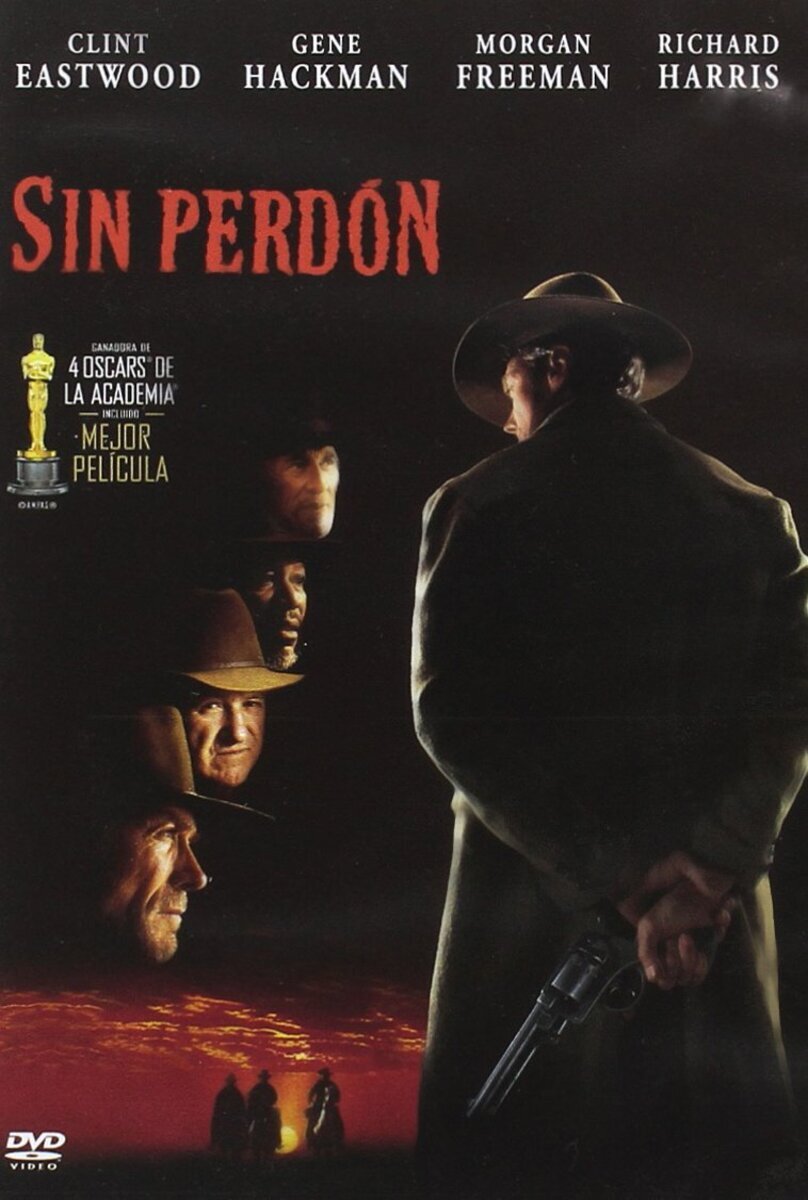 CLINT EASTWOOD
GENE HACKMAN
MORGAN FREEMAN
RICHARD HARRIS
SIN PERDÓN
GANADORA DE
4 OSCARS® DE
LA ACADEMIA®
INCLUIDO
·MEJOR
PELÍCULA
©A.M.P.A.S.®
DVD
VIDEO